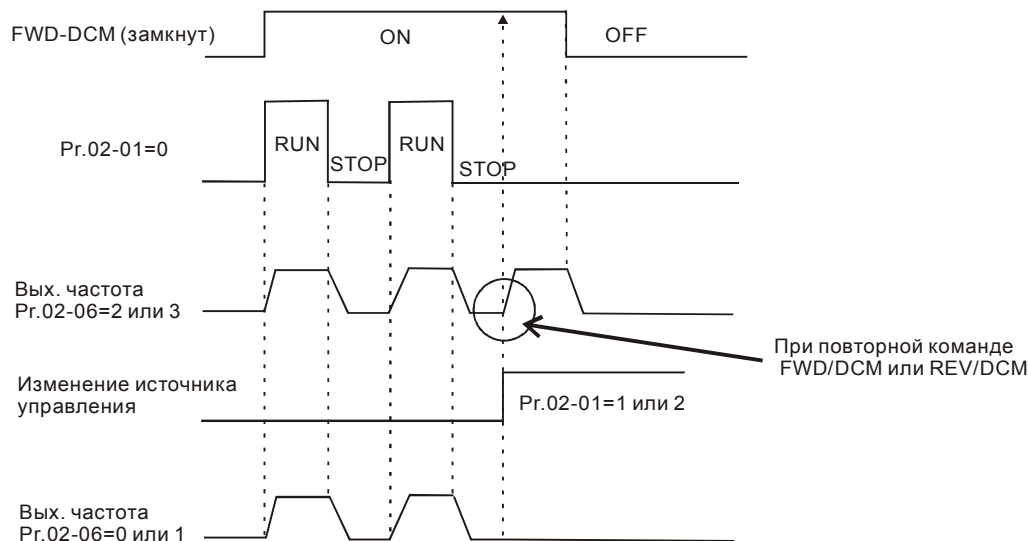 FWD-DCM (замкнут)
ON
OFF
Pr.02-01=0
RUN
STOP
RUN
STOP
Вых. частота
Pr.02-06=2 или 3
При повторной команде
FWD/DCM или REV/DCM
Изменение источника
управления
Pr.02-01=1 или 2
Вых. частота
Pr.02-06=0 или 1